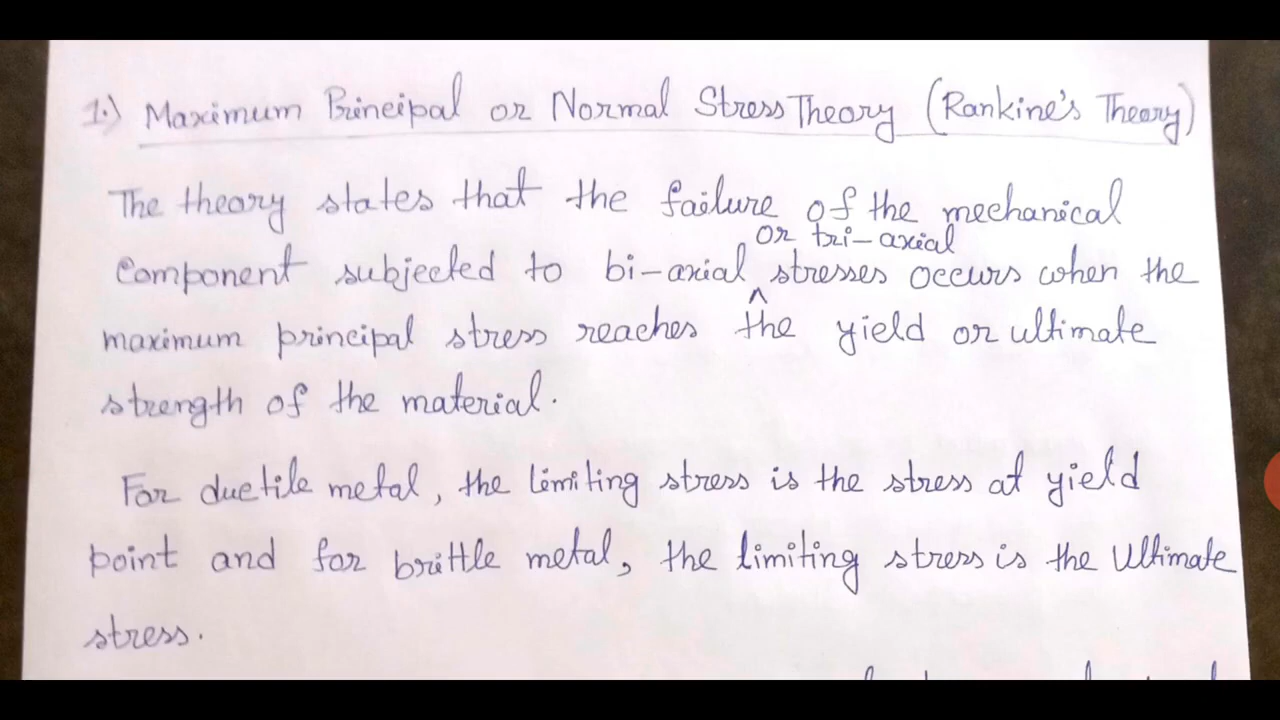 1.) Maximum Principal or Normal Stress Theory (Rankine's Theory)
The theory states that the failure of the mechanical
or tri-axial
component subjected to bi-axial ^ stresses occurs when the
maximum principal stress reaches the yield or ultimate
strength of the material.
For ductile metal, the limiting stress is the stress at yield
point and for brittle metal, the limiting stress is the Ultimate
stress.